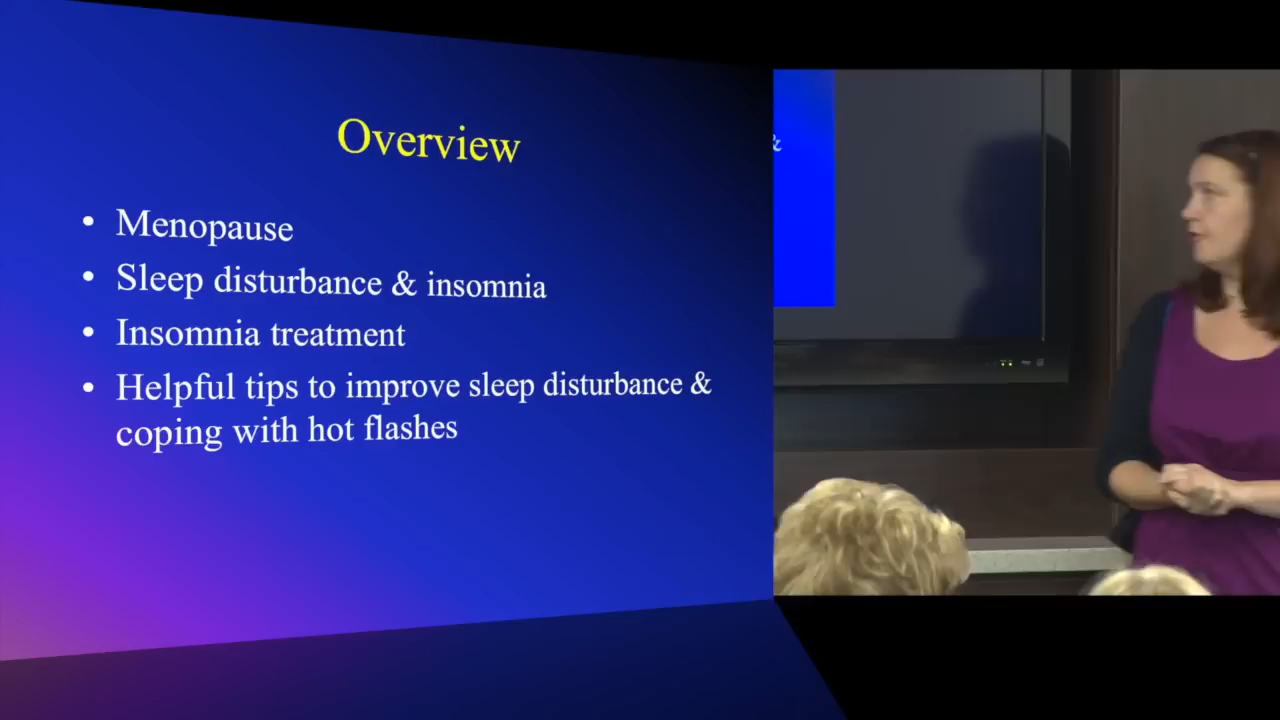 Overview
• Menopause
• Sleep disturbance & insomnia
• Insomnia treatment
• Helpful tips to improve sleep disturbance &
coping with hot flashes
&